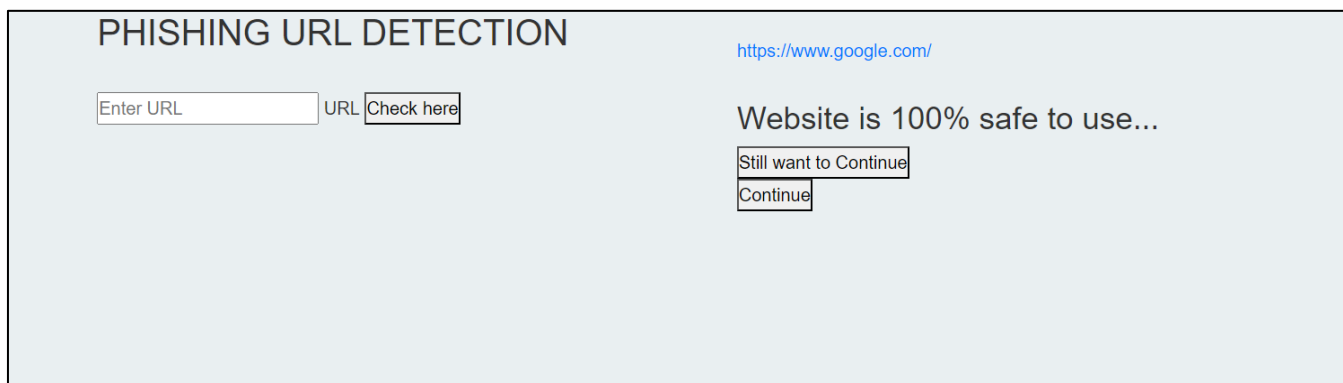 PHISHING URL DETECTION
Enter URL URL Check here
https://www.google.com/
Website is 100% safe to use...
Still want to Continue
Continue